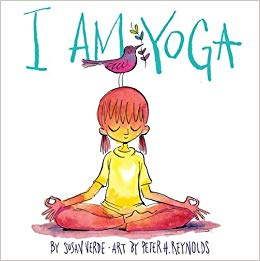 I AM YOGA
BY SUSAN VERDE · ART BY PETER H. REYNOLDS